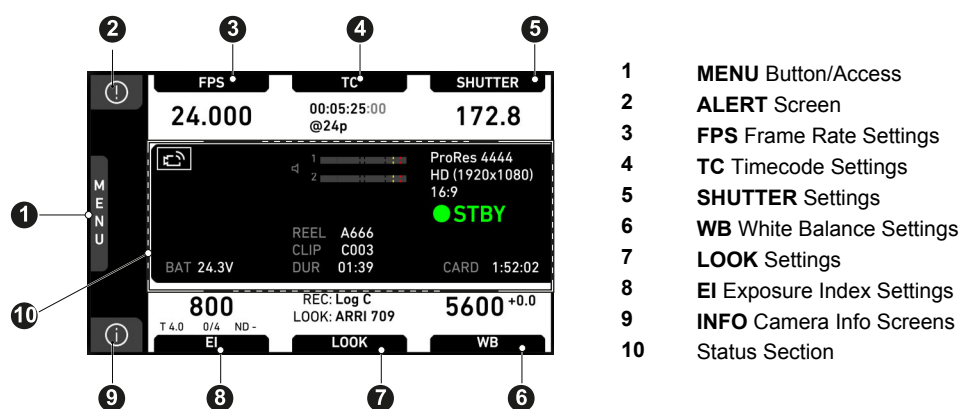 2
3
4
5
FPS
TC
SHUTTER
24.000
00:05:25:00
@24p
172.8
1
2
ProRes 4444
HD (1920x1080)
16:9
STBY
MENU
1
REEL A666
CLIP C003
BAT 24.3V
DUR 01:39
CARD 1:52:02
10
800
REC: Log C
LOOK: ARRI 709
5600 +0.0
T 4.0 0/4 ND -
EI
LOOK
WB
9
8
7
6
1 MENU Button/Access
2 ALERT Screen
3 FPS Frame Rate Settings
4 TC Timecode Settings
5 SHUTTER Settings
6 WB White Balance Settings
7 LOOK Settings
8 EI Exposure Index Settings
9 INFO Camera Info Screens
10 Status Section